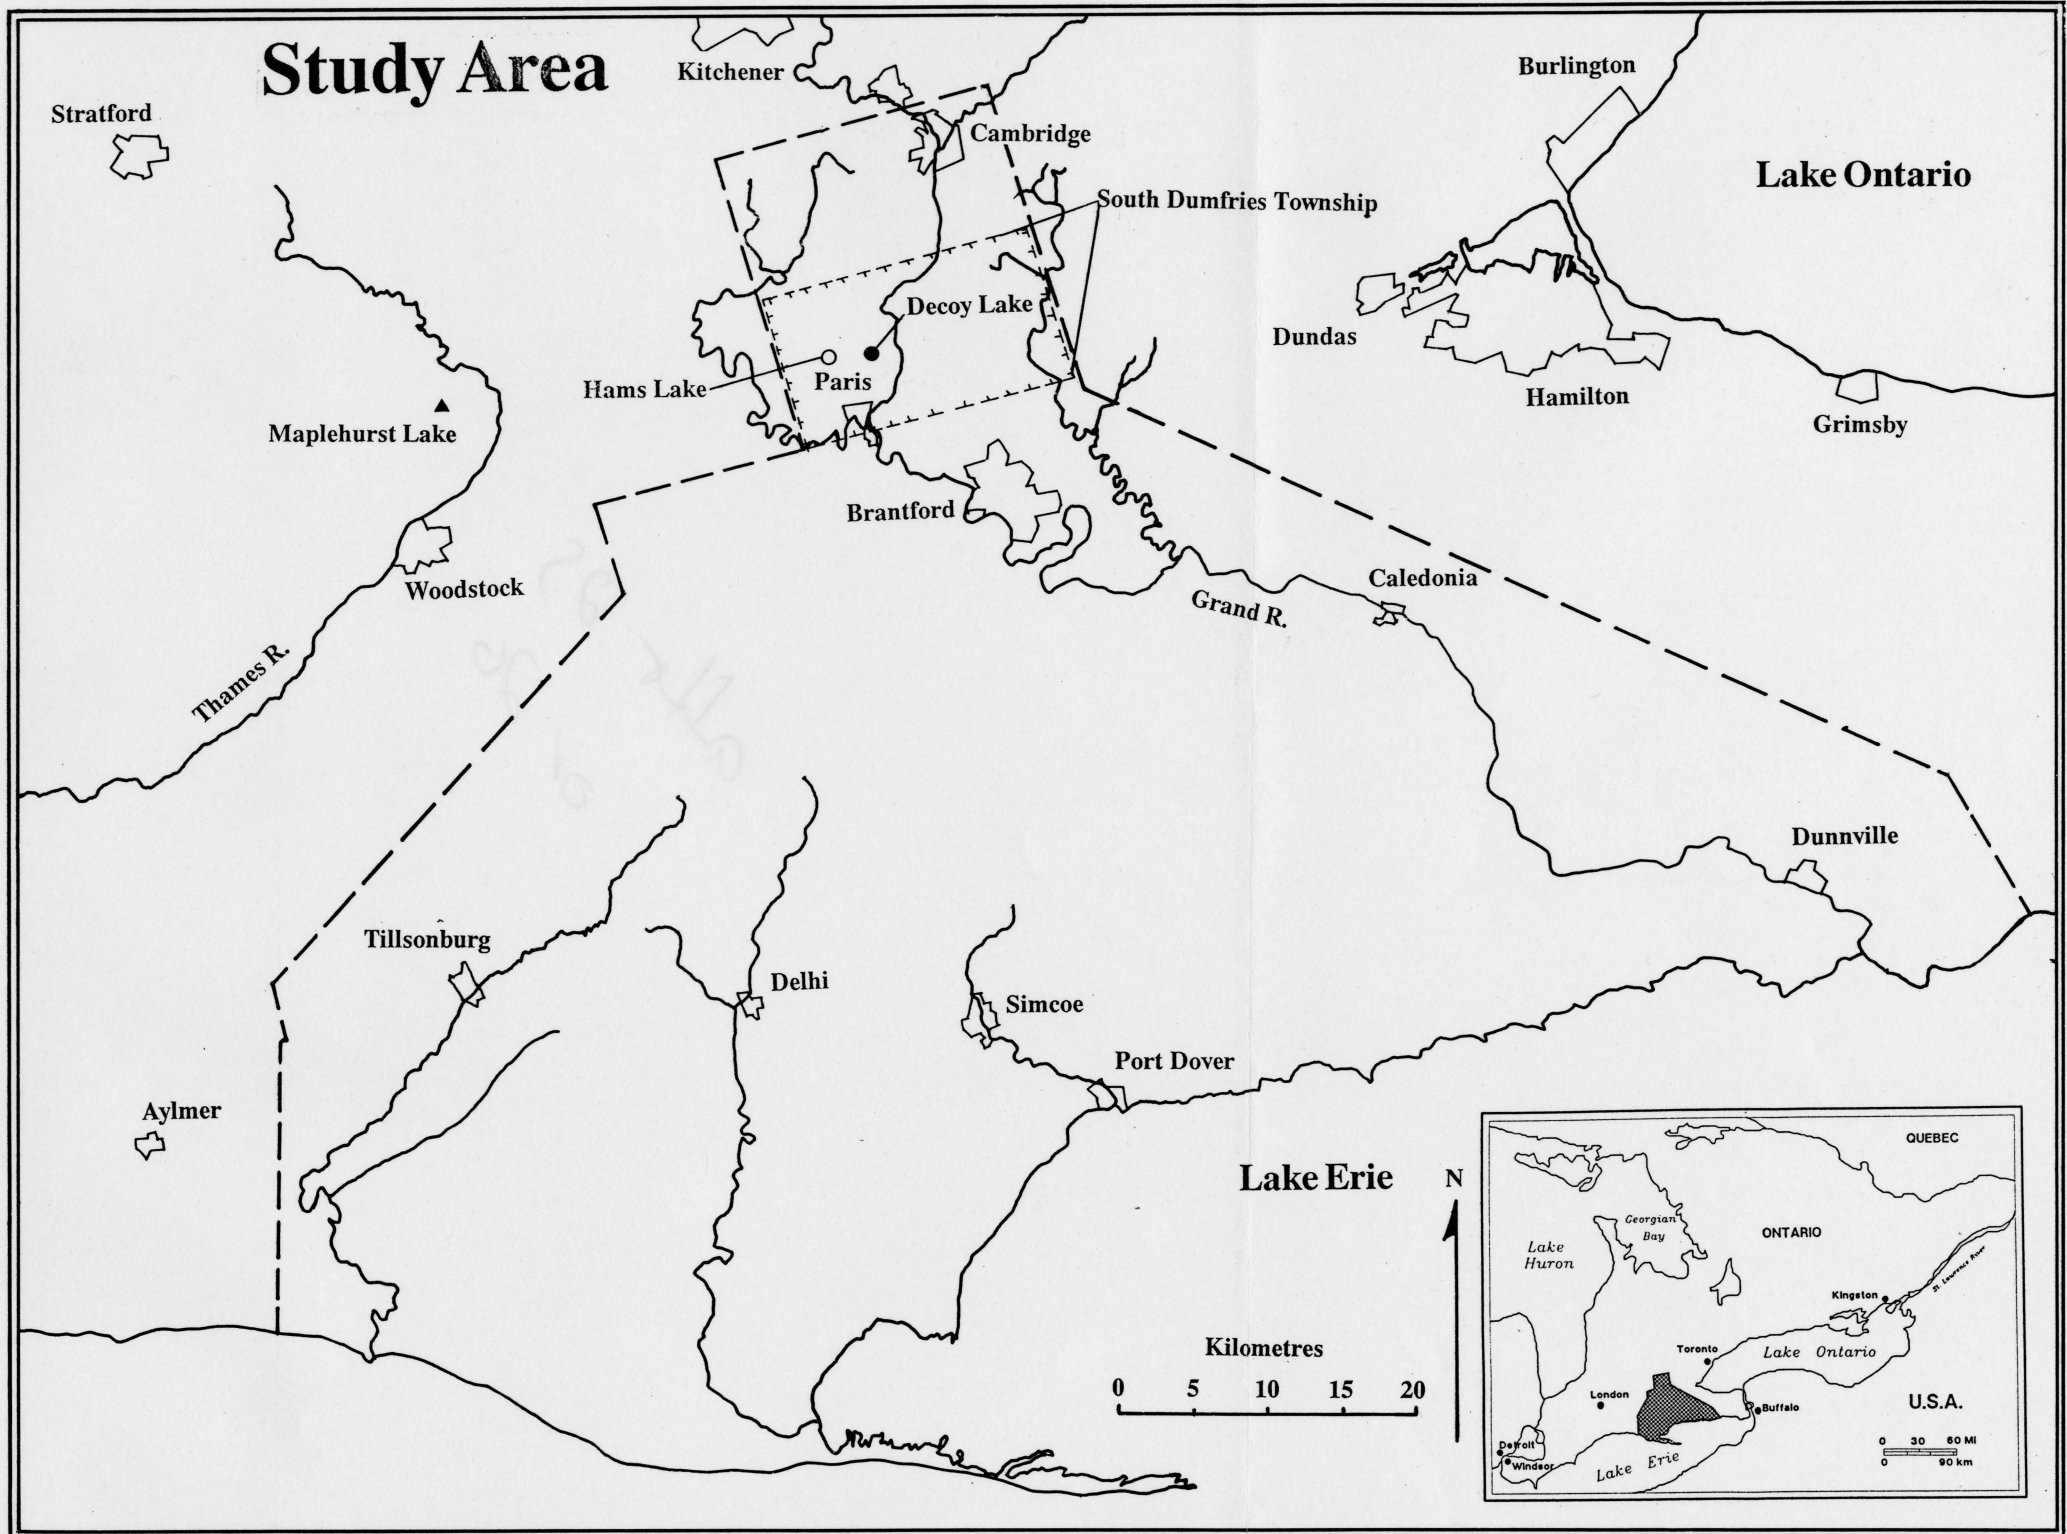 Study Area
Kitchener
Burlington
Stratford
Cambridge
Lake Ontario
South Dumfries Township
Decoy Lake
Dundas
Hams Lake
Paris
Hamilton
Grimsby
Maplehurst Lake
Brantford
Caledonia
Woodstock
Grand R.
Thames R.
Dunnville
Tillsonburg
Delhi
Simcoe
Port Dover
Aylmer
Lake Erie
N
Kilometres
0 5 10 15 20
QUEBEC
Georgian
Bay
ONTARIO
Lake
Huron
St. Lawrence River
Kingston
Toronto
Lake Ontario
London
Buffalo
U.S.A.
Detroit
Windsor
Lake Erie
0 30 60 MI
0 90 km